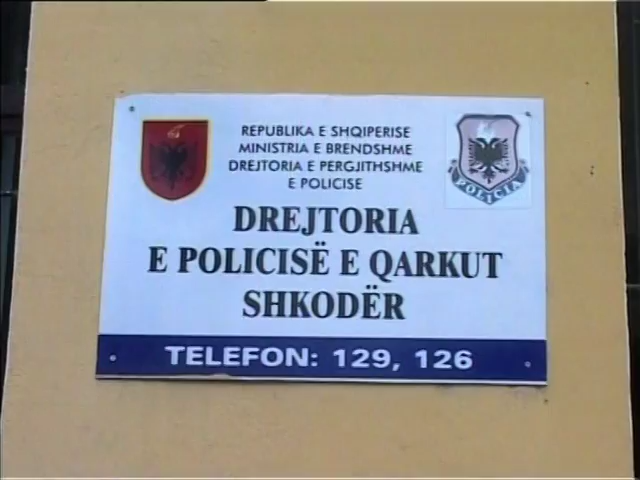 REPUBLIKA E SHQIPERISE
MINISTRIA E BRENDSHME
DREJTORIA E PERGJITHSHME
E POLICISE
POLICIA
DREJTORIA
E POLICISË E QARKUT
SHKODËR
TELEFON: 129, 126